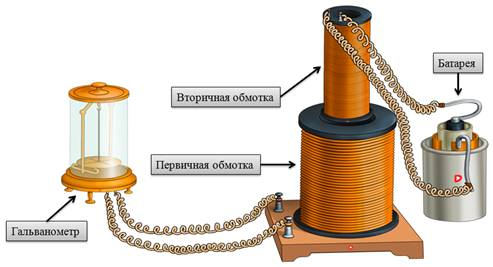 Батарея
Вторичная обмотка
Первичная обмотка
Гальванометр